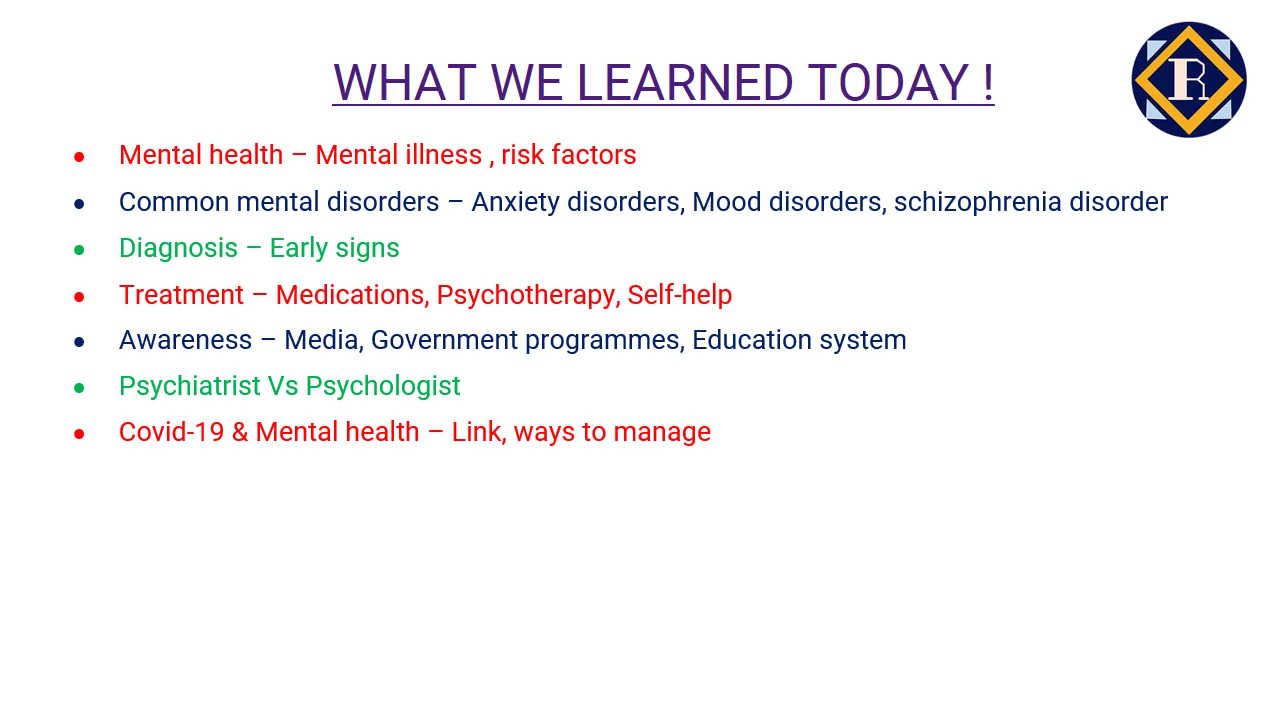 WHAT WE LEARNED TODAY !
R
• Mental health – Mental illness , risk factors
• Common mental disorders – Anxiety disorders, Mood disorders, schizophrenia disorder
• Diagnosis – Early signs
• Treatment – Medications, Psychotherapy, Self-help
• Awareness – Media, Government programmes, Education system
• Psychiatrist Vs Psychologist
• Covid-19 & Mental health – Link, ways to manage